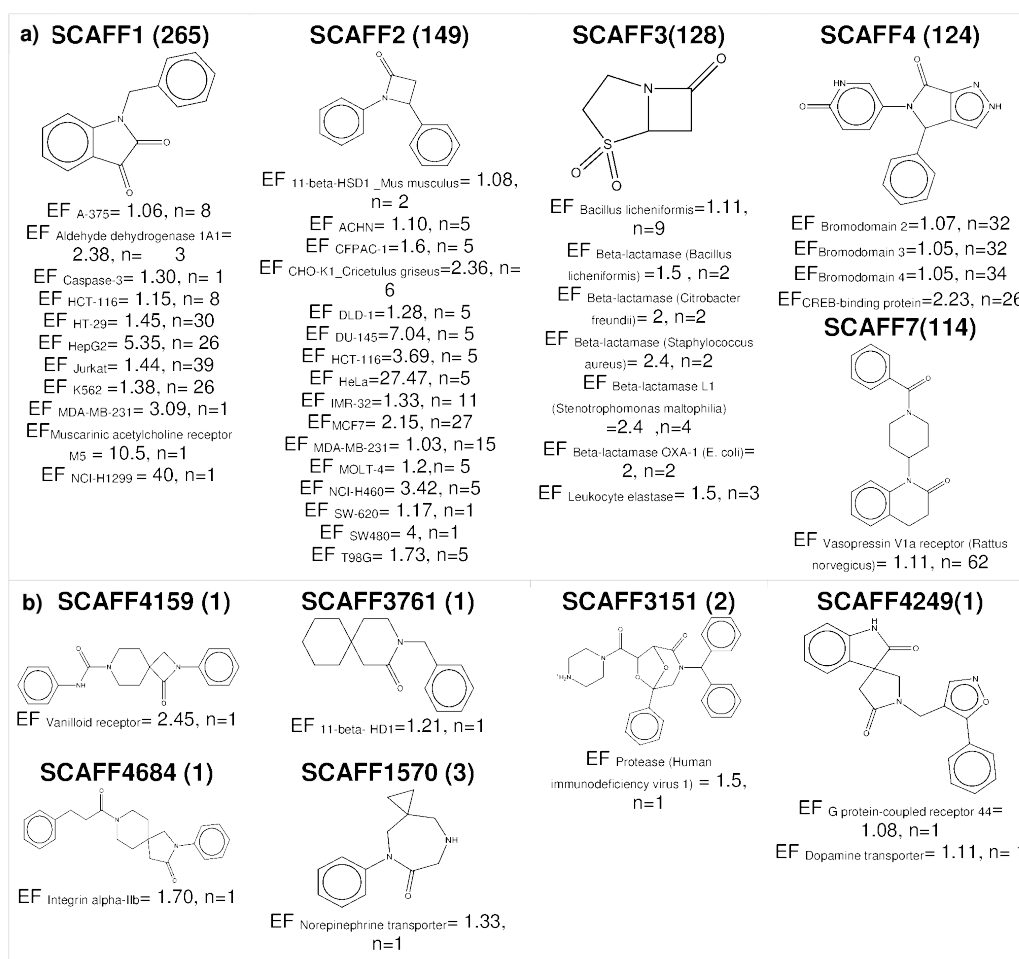 a) SCAFF1 (265)
EF A-375= 1.06, n= 8
EF Aldehyde dehydrogenase 1A1=
2.38, n= 3
EF Caspase-3= 1.30, n= 1
EF HCT-116= 1.15, n= 8
EF HT-29= 1.45, n=30
EF HepG2= 5.35, n= 26
EF Jurkat= 1.44, n=39
EF K562 =1.38, n= 26
EF MDA-MB-231= 3.09, n=1
EF Muscarinic acetylcholine receptor
M5 = 10.5, n=1
EF NCI-H1299 = 40, n=1
SCAFF2 (149)
EF 11-beta-HSD1 _Mus musculus= 1.08,
n= 2
EF ACHN= 1.10, n=5
EF CFPAC-1=1.6, n= 5
EF CHO-K1_Cricetulus griseus=2.36, n=
6
EF DLD-1=1.28, n= 5
EF DU-145=7.04, n= 5
EF HCT-116=3.69, n= 5
EF HeLa=27.47, n=5
EF IMR-32=1.33, n= 11
EF MCF7= 2.15, n=27
EF MDA-MB-231= 1.03, n=15
EF MOLT-4= 1.2,n= 5
EF NCI-H460= 3.42, n=5
EF SW-620= 1.17, n=1
EF SW480= 4, n=1
EF T98G= 1.73, n=5
SCAFF3(128)
EF Bacillus licheniformis=1.11,
n=9
EF Beta-lactamase (Bacillus
licheniformis) =1.5 , n=2
EF Beta-lactamase (Citrobacter
freundii)= 2, n=2
EF Beta-lactamase (Staphylococcus
aureus)= 2.4, n=2
EF Beta-lactamase L1
(Stenotrophomonas maltophilia)
=2.4 ,n=4
EF Beta-lactamase OXA-1 (E. coli)=
2, n=2
EF Leukocyte elastase= 1.5, n=3
SCAFF4 (124)
EF Bromodomain 2=1.07, n=32
EF Bromodomain 3=1.05, n=32
EF Bromodomain 4=1.05, n=34
EF CREB-binding protein=2.23, n=26
SCAFF7(114)
EF Vasopressin V1a receptor (Rattus
norvegicus)= 1.11, n= 62
b) SCAFF4159 (1)
EF Vanilloid receptor= 2.45, n=1
SCAFF4684 (1)
EF Integrin alpha-IIb= 1.70, n=1
SCAFF3761 (1)
EF 11-beta- HD1=1.21, n=1
SCAFF1570 (3)
EF Norepinephrine transporter= 1.33,
n=1
SCAFF3151 (2)
EF Protease (Human
immunodeficiency virus 1) = 1.5,
n=1
SCAFF4249(1)
EF G protein-coupled receptor 44=
1.08, n=1
EF Dopamine transporter= 1.11, n=